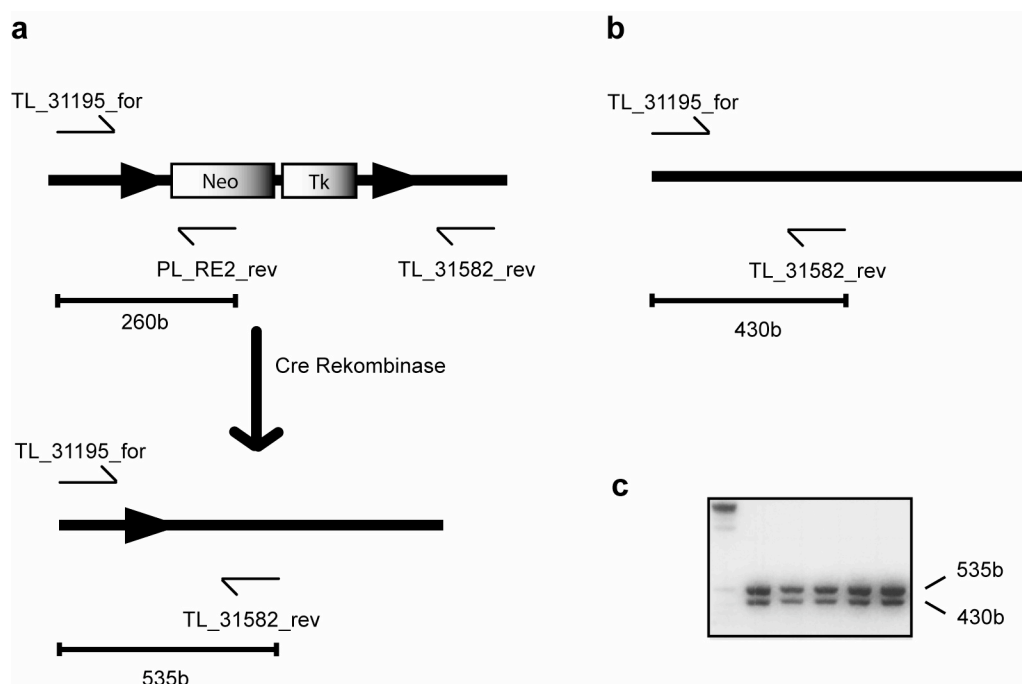 a
TL_31195_for
Neo
Tk
PL_RE2_rev
TL_31582_rev
260b
Cre Rekombinase
TL_31195_for
TL_31582_rev
535b
b
TL_31195_for
TL_31582_rev
430b
c
535b
430b